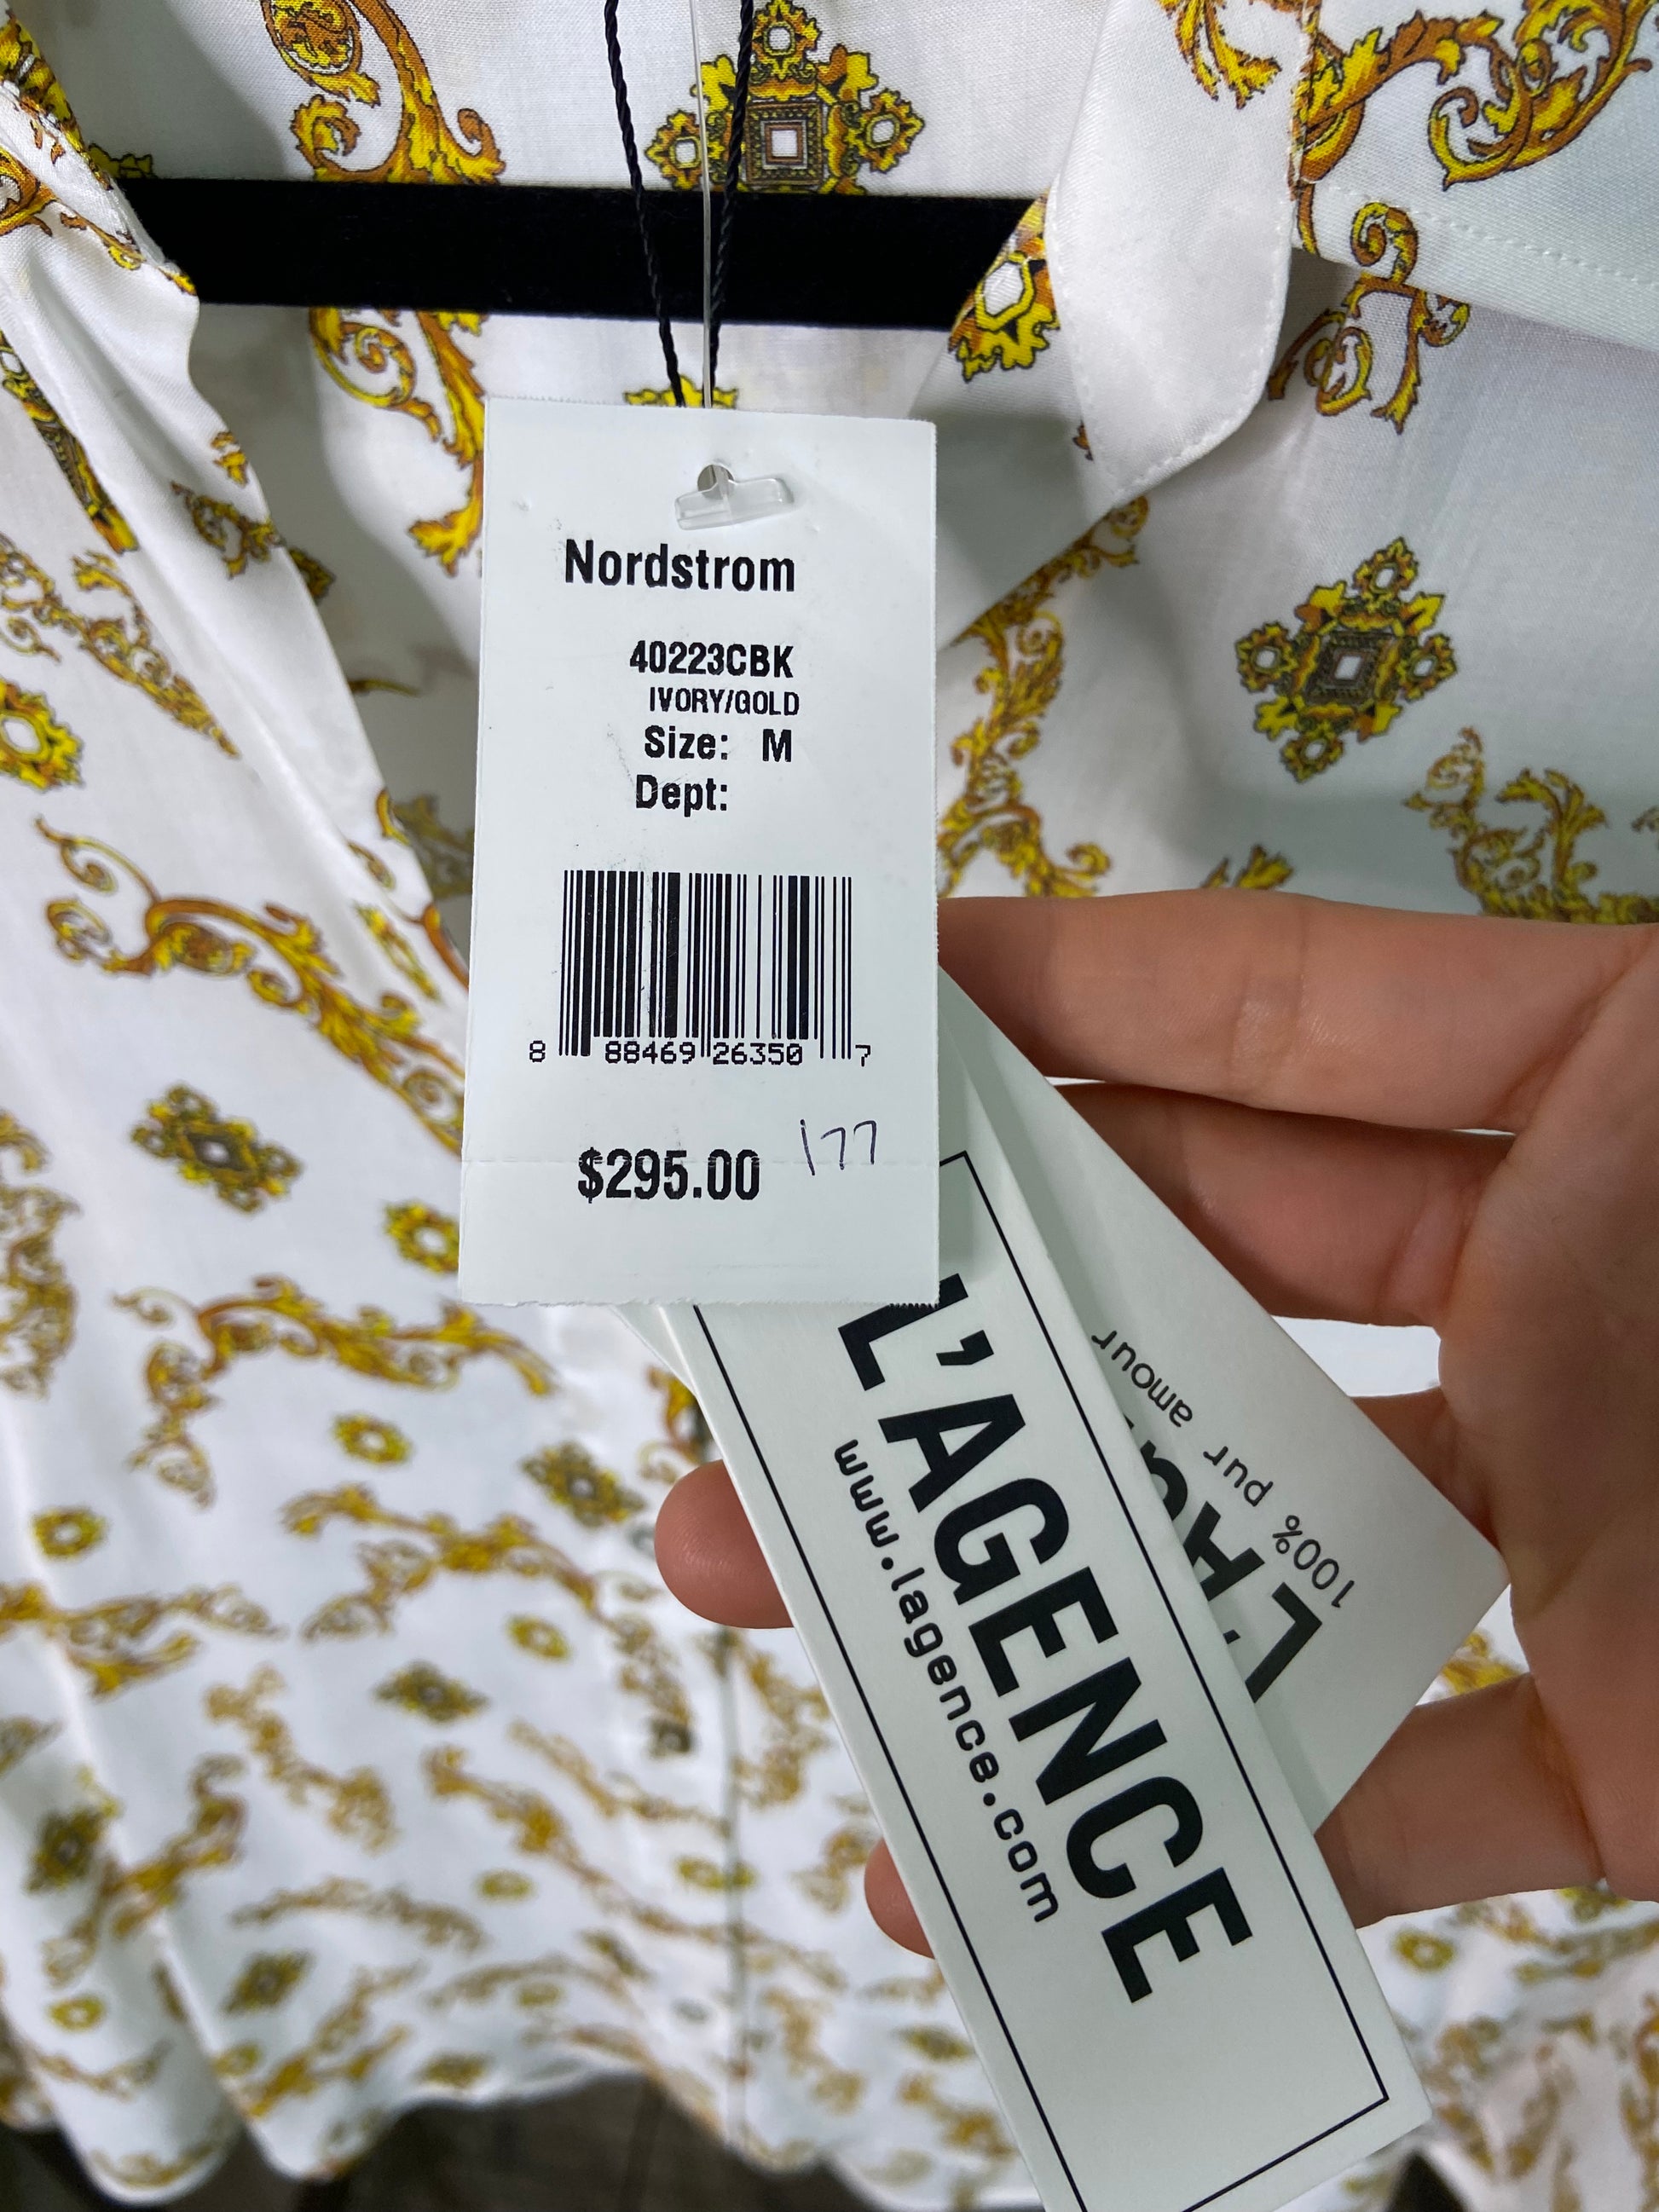 Nordstrom
40223CBK
IVORY/GOLD
Size: M
Dept:
8 88469 26350 7
$295.00 177
L'AGENCE
www.lagence.com
100% pur amour